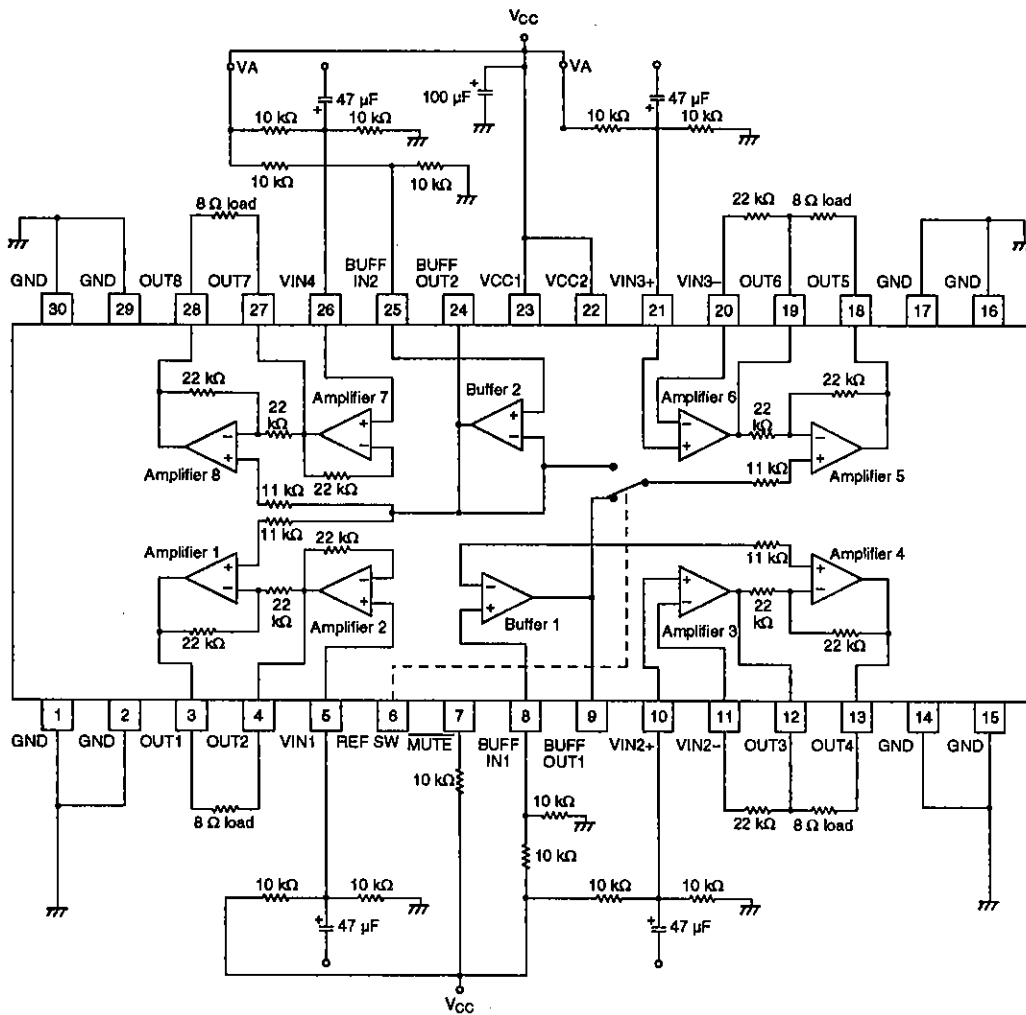 VCC
VA
VA
47 µF
100 µF
47 µF
10 kΩ
10 kΩ
10 kΩ
10 kΩ
10 kΩ
10 kΩ
8 Ω load
22 kΩ
8 Ω load
GND
GND
OUT8
OUT7
VIN4
BUFF
IN2
BUFF
OUT2
VCC1
VCC2
VIN3+
VIN3-
OUT6
OUT5
GND
GND
30
29
28
27
26
25
24
23
22
21
20
19
18
17
16
22 kΩ
22
kΩ
Amplifier 7
+
-
22 kΩ
-
+
Amplifier 8
Buffer 2
+
-
Amplifier 6
-
+
22
kΩ
22 kΩ
-
+
Amplifier 5
11 kΩ
11 kΩ
11 kΩ
Amplifier 1
+
-
22
kΩ
22 kΩ
22 kΩ
-
+
Amplifier 2
-
+
Buffer 1
11 kΩ
+
-
Amplifier 3
22
kΩ
Amplifier 4
+
-
22 kΩ
1
2
3
4
5
6
7
8
9
10
11
12
13
14
15
GND
GND
OUT1
OUT2
VIN1
REF SW
MUTE
BUFF
IN1
BUFF
OUT1
VIN2+
VIN2-
OUT3
OUT4
GND
GND
8 Ω load
10 kΩ
10 kΩ
10 kΩ
22 kΩ
8 Ω load
10 kΩ
10 kΩ
47 µF
10 kΩ
10 kΩ
47 µF
VCC